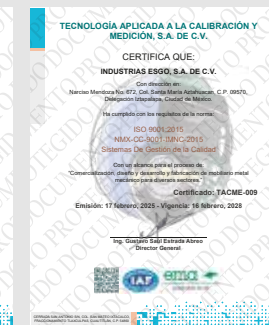 TECNOLOGÍA APLICADA A LA CALIBRACIÓN Y
MEDICIÓN, S.A. DE C.V.
CERTIFICA QUE:
INDUSTRIAS ESGO, S.A. DE C.V.
Con dirección en:
Narciso Mendoza No. 672, Col. Santa María Aztahuacan, C.P. 09570,
Delegación Iztapalapa, Ciudad de México.
Ha cumplido con los requisitos de la norma:
ISO 9001:2015
NMX-CC-9001-IMNC-2015
Sistemas De Gestión de la Calidad
Con un alcance para el proceso de:
"Comercialización, diseño y desarrollo y fabricación de mobiliario metal
mecánico para diversos sectores."
Certificado: TACME-009
Emisión: 17 febrero, 2025 - Vigencia: 16 febrero, 2028
Ing. Gustavo Saúl Estrada Abreo
Director General
IAF
ema